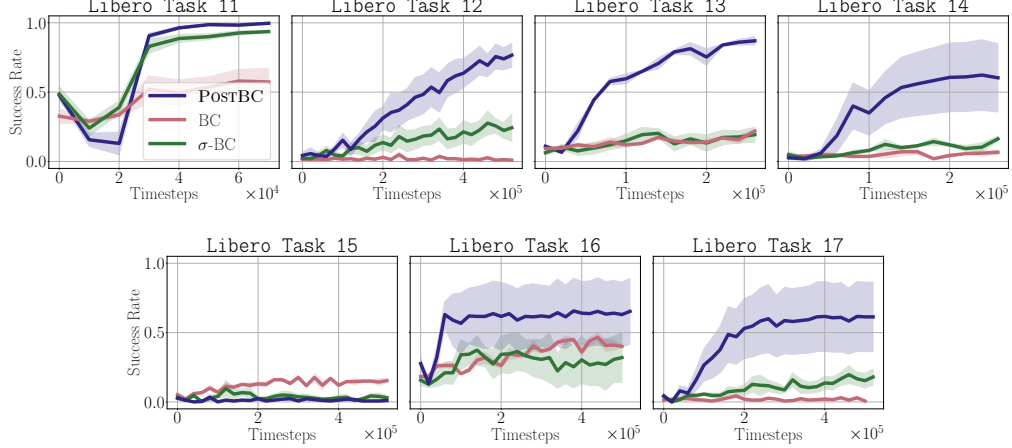 Libero Task 11
Libero Task 12
Libero Task 13
Libero Task 14
Success Rate
1.0
0.5
0.0
PostBC
BC
σ-BC
0 2 4 6
Timesteps ×10⁴
0 2 4
Timesteps ×10⁵
0 1 2
Timesteps ×10⁵
0 1 2
Timesteps ×10⁵
Libero Task 15
Libero Task 16
Libero Task 17
Success Rate
1.0
0.5
0.0
0 2 4
Timesteps ×10⁵
0 2 4
Timesteps ×10⁵
0 2 4
Timesteps ×10⁵